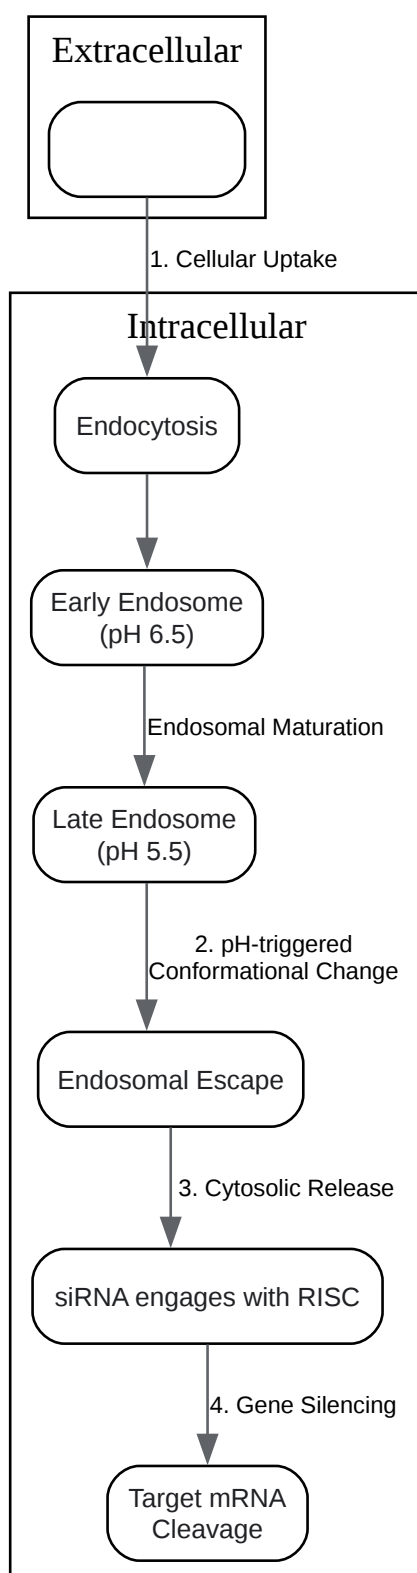 Extracellular
1. Cellular Uptake
Intracellular
Endocytosis
Early Endosome
(pH 6.5)
Endosomal Maturation
Late Endosome
(pH 5.5)
2. pH-triggered
Conformational Change
Endosomal Escape
3. Cytosolic Release
siRNA engages with RISC
4. Gene Silencing
Target mRNA
Cleavage